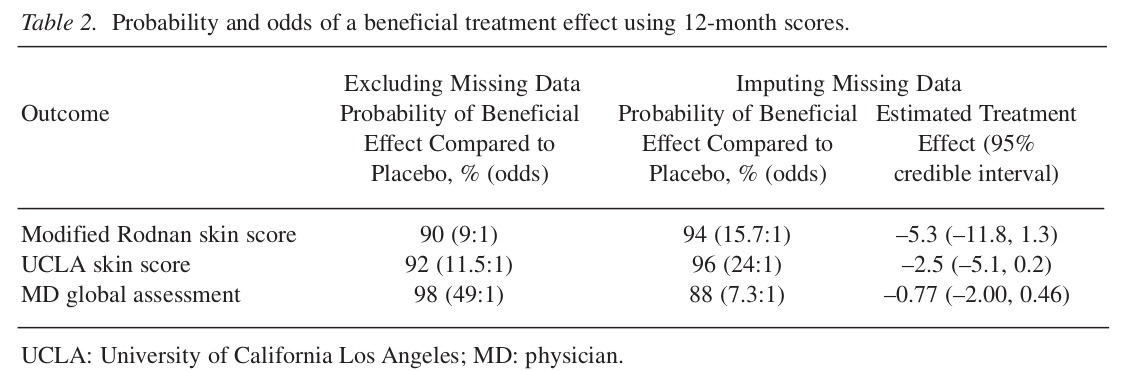 Table 2. Probability and odds of a beneficial treatment effect using 12-month scores.
Excluding Missing Data Imputing Missing Data
Outcome Probability of Beneficial Probability of Beneficial Estimated Treatment
Effect Compared to Effect Compared to Effect (95%
Placebo, % (odds) Placebo, % (odds) credible interval)
Modified Rodnan skin score 90 (9:1) 94 (15.7:1) –5.3 (–11.8, 1.3)
UCLA skin score 92 (11.5:1) 96 (24:1) –2.5 (–5.1, 0.2)
MD global assessment 98 (49:1) 88 (7.3:1) –0.77 (–2.00, 0.46)
UCLA: University of California Los Angeles; MD: physician.